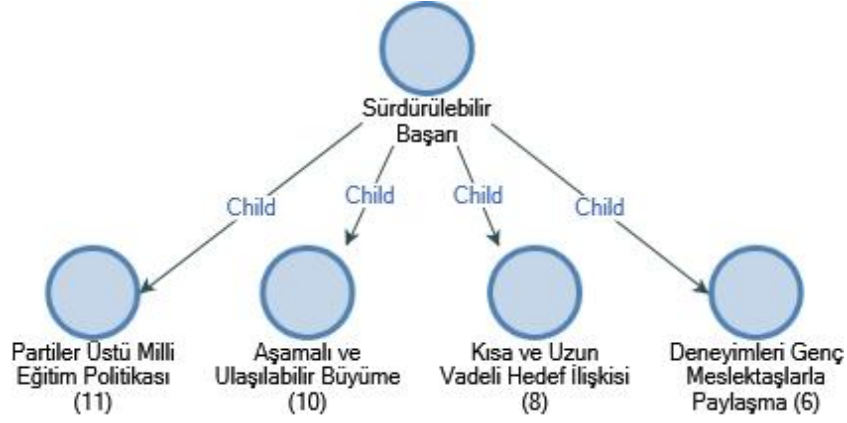 Sürdürülebilir
Başarı
Child
Child
Child
Child
Partiler Üstü Milli
Eğitim Politikası
(11)
Aşamalı ve
Ulaşılabilir Büyüme
(10)
Kısa ve Uzun
Vadeli Hedef İlişkisi
(8)
Deneyimleri Genç
Meslektaşlarla
Paylaşma (6)